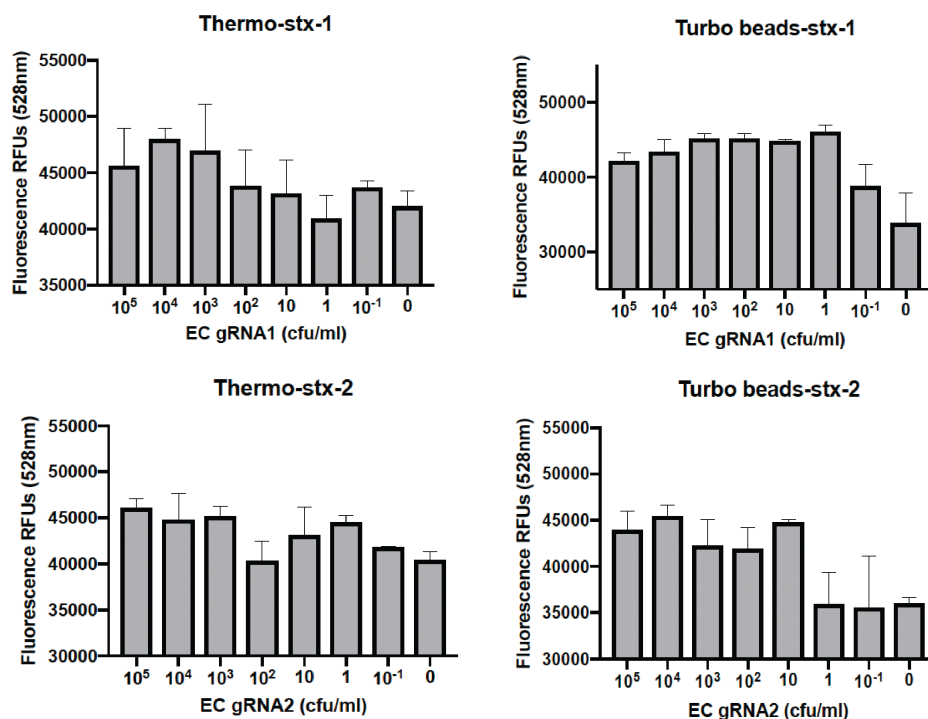 Thermo-stx-1
Fluorescence RFUs (528nm)
55000
50000
45000
40000
35000
10⁵ 10⁴ 10³ 10² 10 1 10⁻¹ 0
EC gRNA1 (cfu/ml)
Turbo beads-stx-1
Fluorescence RFUs (528nm)
50000
40000
30000
10⁵ 10⁴ 10³ 10² 10 1 10⁻¹ 0
EC gRNA1 (cfu/ml)
Thermo-stx-2
Fluorescence RFUs (528nm)
55000
50000
45000
40000
35000
30000
10⁵ 10⁴ 10³ 10² 10 1 10⁻¹ 0
EC gRNA2 (cfu/ml)
Turbo beads-stx-2
Fluorescence RFUs (528nm)
55000
50000
45000
40000
35000
30000
10⁵ 10⁴ 10³ 10² 10 1 10⁻¹ 0
EC gRNA2 (cfu/ml)